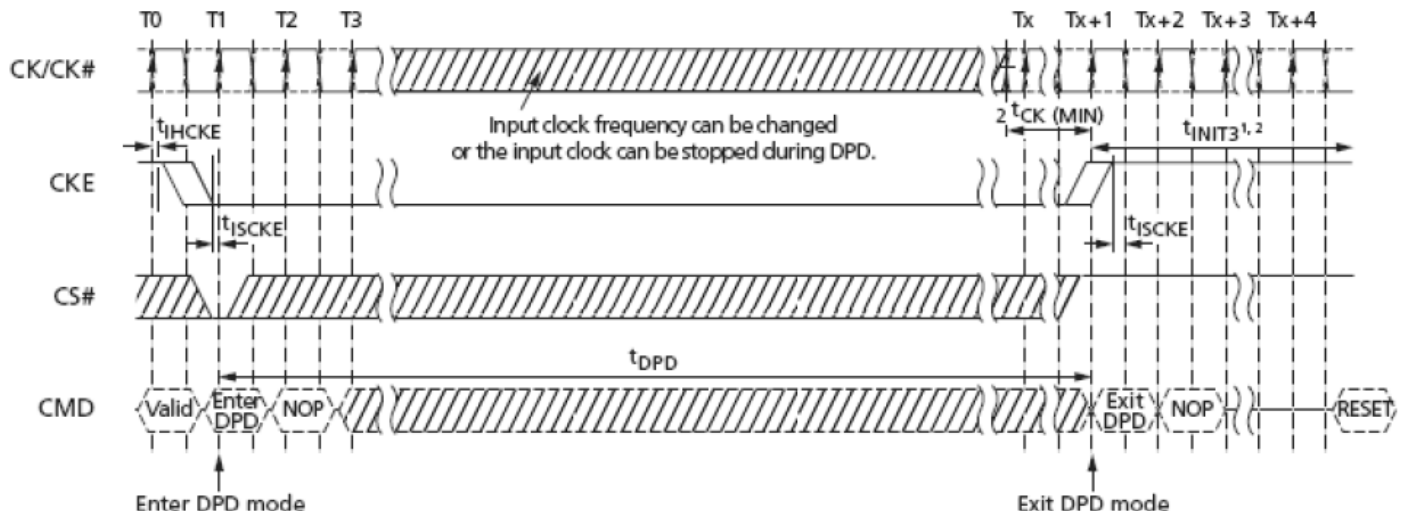 T0 T1 T2 T3 Tx Tx+1 Tx+2 Tx+3 Tx+4
CK/CK#
2 tCK (MIN)
tIHCKE
Input clock frequency can be changed
or the input clock can be stopped during DPD.
tINIT3 1, 2
CKE
tISCKE
tISCKE
CS#
tDPD
CMD
Valid
Enter
DPD
NOP
Exit
DPD
NOP
RESET
Enter DPD mode
Exit DPD mode